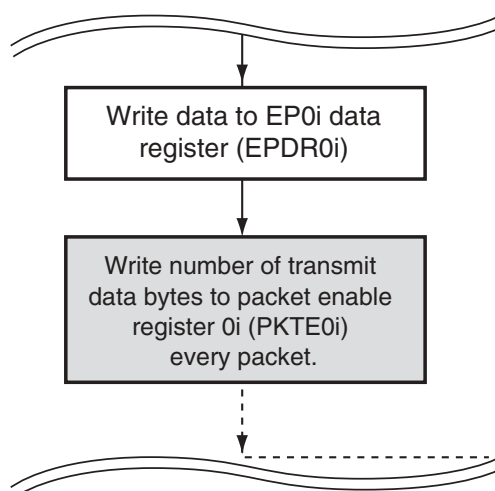 Write data to EP0i data
register (EPDR0i)
Write number of transmit
data bytes to packet enable
register 0i (PKTE0i)
every packet.